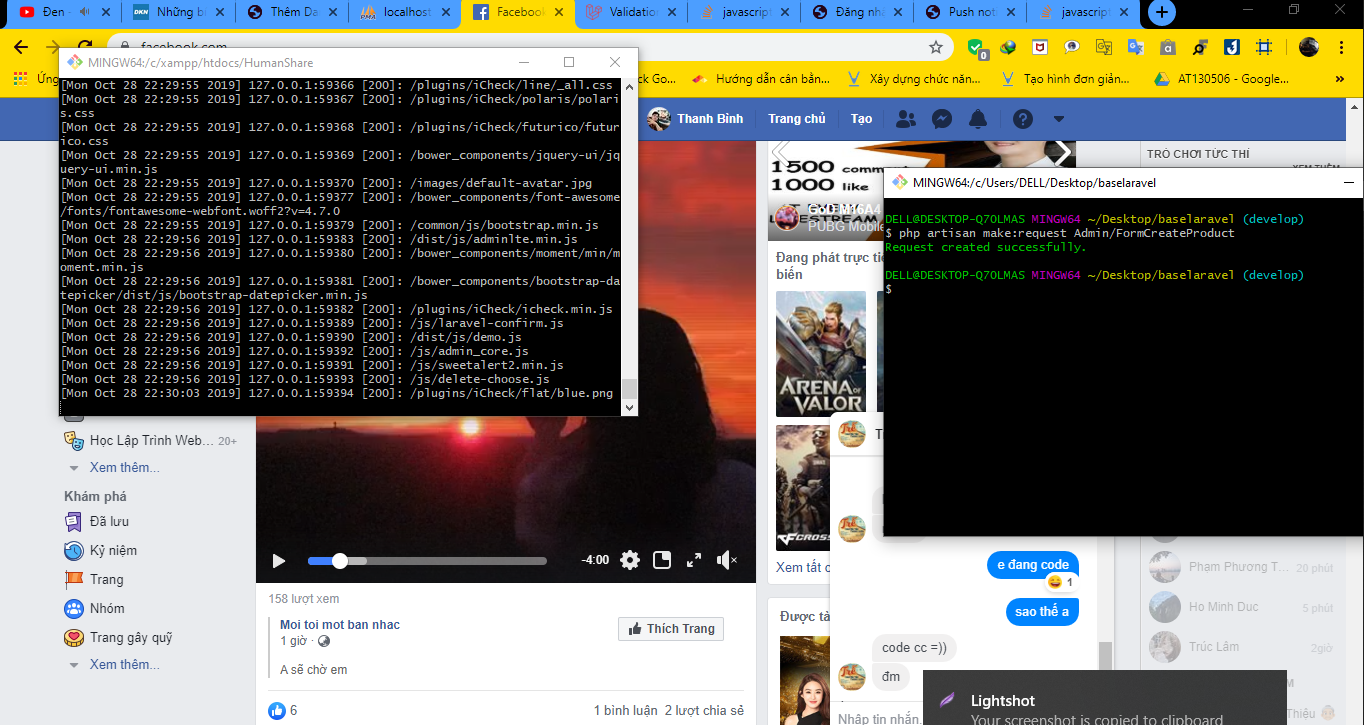 Đen -
Những b
Thêm Da
localhost
Facebook
Validation
javascript
Đăng nh
Push not
javascript
facebook.com
Ứng
ck Go...
Hướng dẫn cán bản...
Xây dựng chức năn...
Tạo hình đơn giản...
AT130506 - Google...
MINGW64:/c/xampp/htdocs/HumanShare
[Mon Oct 28 22:29:55 2019] 127.0.0.1:59366 [200]: /plugins/iCheck/line/_all.css
[Mon Oct 28 22:29:55 2019] 127.0.0.1:59367 [200]: /plugins/iCheck/polaris/polari
s.css
[Mon Oct 28 22:29:55 2019] 127.0.0.1:59368 [200]: /plugins/iCheck/futurico/futur
ico.css
[Mon Oct 28 22:29:55 2019] 127.0.0.1:59369 [200]: /bower_components/jquery-ui/jq
uery-ui.min.js
[Mon Oct 28 22:29:55 2019] 127.0.0.1:59370 [200]: /images/default-avatar.jpg
[Mon Oct 28 22:29:55 2019] 127.0.0.1:59377 [200]: /bower_components/font-awesome
/fonts/fontawesome-webfont.woff2?v=4.7.0
[Mon Oct 28 22:29:55 2019] 127.0.0.1:59379 [200]: /common/js/bootstrap.min.js
[Mon Oct 28 22:29:56 2019] 127.0.0.1:59383 [200]: /dist/js/adminlte.min.js
[Mon Oct 28 22:29:56 2019] 127.0.0.1:59380 [200]: /bower_components/moment/min/m
oment.min.js
[Mon Oct 28 22:29:56 2019] 127.0.0.1:59381 [200]: /bower_components/bootstrap-da
tepicker/dist/js/bootstrap-datepicker.min.js
[Mon Oct 28 22:29:56 2019] 127.0.0.1:59382 [200]: /plugins/iCheck/icheck.min.js
[Mon Oct 28 22:29:56 2019] 127.0.0.1:59389 [200]: /js/laravel-confirm.js
[Mon Oct 28 22:29:56 2019] 127.0.0.1:59390 [200]: /dist/js/demo.js
[Mon Oct 28 22:29:56 2019] 127.0.0.1:59392 [200]: /js/admin_core.js
[Mon Oct 28 22:29:56 2019] 127.0.0.1:59391 [200]: /js/sweetalert2.min.js
[Mon Oct 28 22:29:56 2019] 127.0.0.1:59393 [200]: /js/delete-choose.js
[Mon Oct 28 22:30:03 2019] 127.0.0.1:59394 [200]: /plugins/iCheck/flat/blue.png
Thanh Bình
Trang chủ
Tạo
1500 comm
1000 like
God M16A4
PUBG Mobile
Đang phát trực ti
biến
ARENA OF
VALOR
CROSS
Xem tất c
Được tà
TRÒ CHƠI TỨC THÌ
XEM THÊM
MINGW64:/c/Users/DELL/Desktop/baselaravel
DELL@DESKTOP-Q7OLMAS MINGW64 ~/Desktop/baselaravel (develop)
$ php artisan make:request Admin/FormCreateProduct
Request created successfully.
DELL@DESKTOP-Q7OLMAS MINGW64 ~/Desktop/baselaravel (develop)
$
Học Lập Trình Web... 20+
Xem thêm...
Khám phá
Đã lưu
Kỷ niệm
Trang
Nhóm
Trang gây quỹ
Xem thêm...
-4:00
158 lượt xem
Moi toi mot ban nhac
1 giờ ·
Thích Trang
A sẽ chờ em
6
1 bình luận 2 lượt chia sẻ
e đang code
1
sao thế a
code cc =))
đm
Nhập tin nhắn...
Phạm Phương T... 20 phút
Ho Minh Duc 5 phút
Trúc Lâm 2giờ
Thiệu
Lightshot
Your screenshot is copied to clipboard